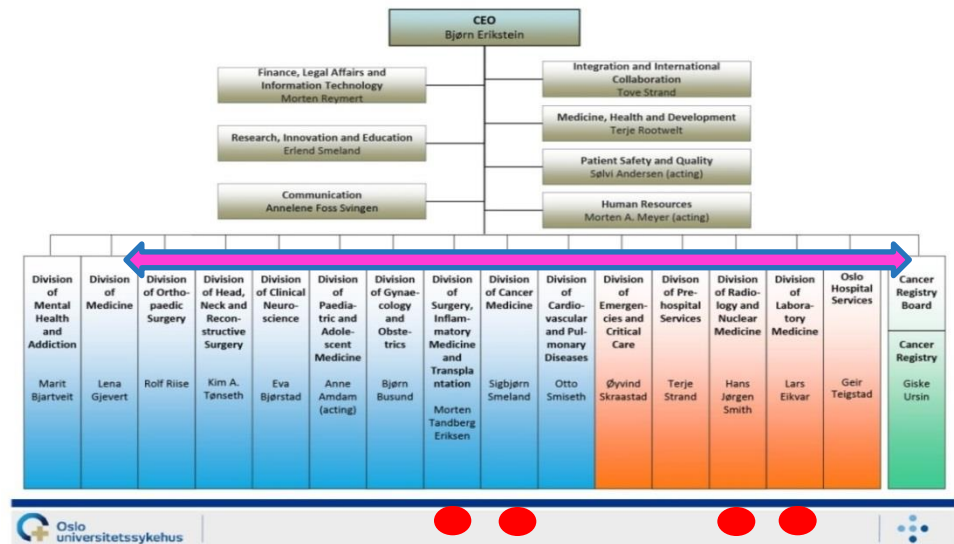 CEO
Bjørn Erikstein
Finance, Legal Affairs and
Information Technology
Morten Reymert
Integration and International
Collaboration
Tove Strand
Research, Innovation and Education
Erlend Smeland
Medicine, Health and Development
Terje Rootwelt
Patient Safety and Quality
Sølvi Andersen (acting)
Communication
Annelene Foss Svingen
Human Resources
Morten A. Meyer (acting)
Division
of
Mental
Health
and
Addiction
Marit
Bjartveit
Division
of
Medicine
Lena
Gjevert
Division
of Ortho-
paedic
Surgery
Rolf Riise
Division
of Head,
Neck and
Recon-
structive
Surgery
Kim A.
Tønseth
Division
of Clinical
Neuro-
science
Eva
Bjørstad
Division
of
Paedia-
tric and
Adole-
scent
Medicine
Anne
Amdam
(acting)
Division
of Gynae-
cology
and
Obste-
trics
Bjørn
Busund
Division
of
Surgery,
Inflam-
matory
Medicine
and
Transpla
ntation
Morten
Tandberg
Eriksen
Division
of Cancer
Medicine
Sigbjørn
Smeland
Division
of
Cardio-
vascular
and Pul-
monary
Diseases
Otto
Smiseth
Division
of
Emergen-
cies and
Critical
Care
Øyvind
Skraastad
Division
of Pre-
hospital
Services
Terje
Strand
Division
of Radio-
logy and
Nuclear
Medicine
Hans
Jørgen
Smith
Division
of
Labora-
tory
Medicine
Lars
Eikvar
Oslo
Hospital
Services
Geir
Teigstad
Cancer
Registry
Board
Cancer
Registry
Giske
Ursin
Oslo
universitetssykehus